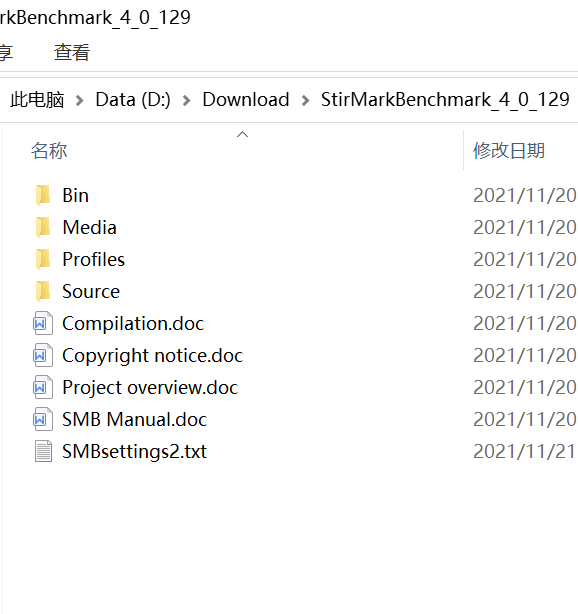 rkBenchmark_4_0_129
享 查看
此电脑 > Data (D:) > Download > StirMarkBenchmark_4_0_129
名称 修改日期
Bin 2021/11/20
Media 2021/11/20
Profiles 2021/11/20
Source 2021/11/20
Compilation.doc 2021/11/20
Copyright notice.doc 2021/11/20
Project overview.doc 2021/11/20
SMB Manual.doc 2021/11/20
SMBsettings2.txt 2021/11/21